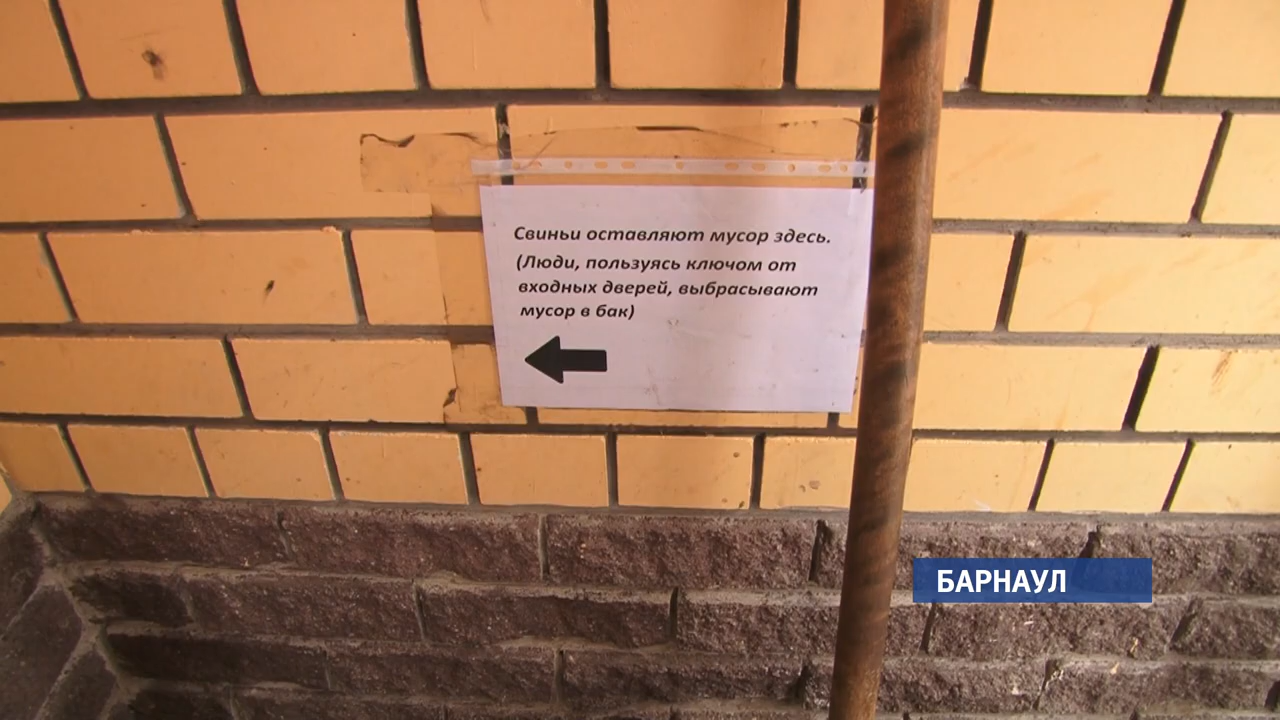 Свиньи оставляют мусор здесь.
(Люди, пользуясь ключом от
входных дверей, выбрасывают
мусор в бак)
БАРНАУЛ